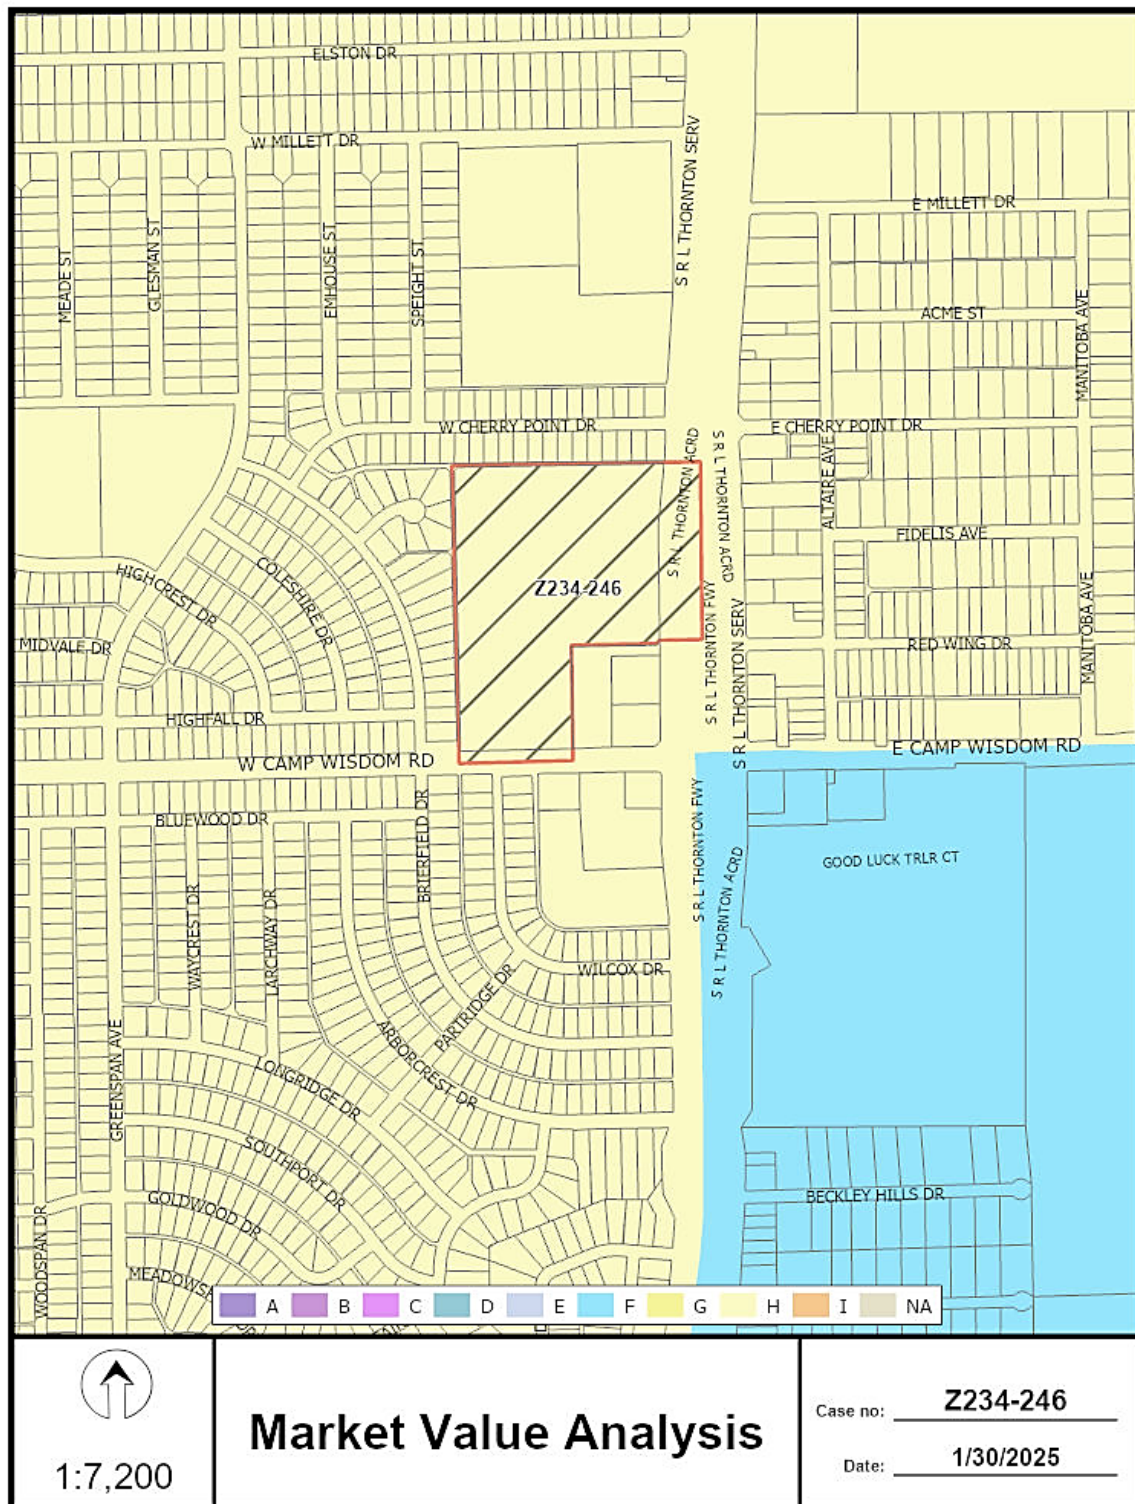 ELSTON DR
W MILLETT DR
S R L THORNTON SERV
E MILLETT DR
MEADE ST
GLESMAN ST
EMHOUSE ST
SPEIGHT ST
ACME ST
MANITOBA AVE
W CHERRY POINT DR
E CHERRY POINT DR
S R L THORNTON ACRD
S R L THORNTON ACRD
ALTAIRE AVE
FIDELIS AVE
HIGHCREST DR
COLESHIRE DR
Z234-246
MANITOBA AVE
MIDVALE DR
RED WING DR
S R L THORNTON FWY
S R L THORNTON SERV
HIGHFALL DR
W CAMP WISDOM RD
E CAMP WISDOM RD
BLUEWOOD DR
BRIERFIELD DR
S R L THORNTON FWY
GOOD LUCK TRLR CT
WAYCREST DR
LARCHWAY DR
S R L THORNTON ACRD
WILCOX DR
PARTRIDGE DR
ARBORCREST DR
GREENSPAN AVE
LONGRIDGE DR
SOUTHPORT DR
BECKLEY HILLS DR
GOLDWOOD DR
WOODSPAN DR
MEADOWS
A B C D E F G H I NA
1:7,200
Market Value Analysis
Case no: Z234-246
Date: 1/30/2025